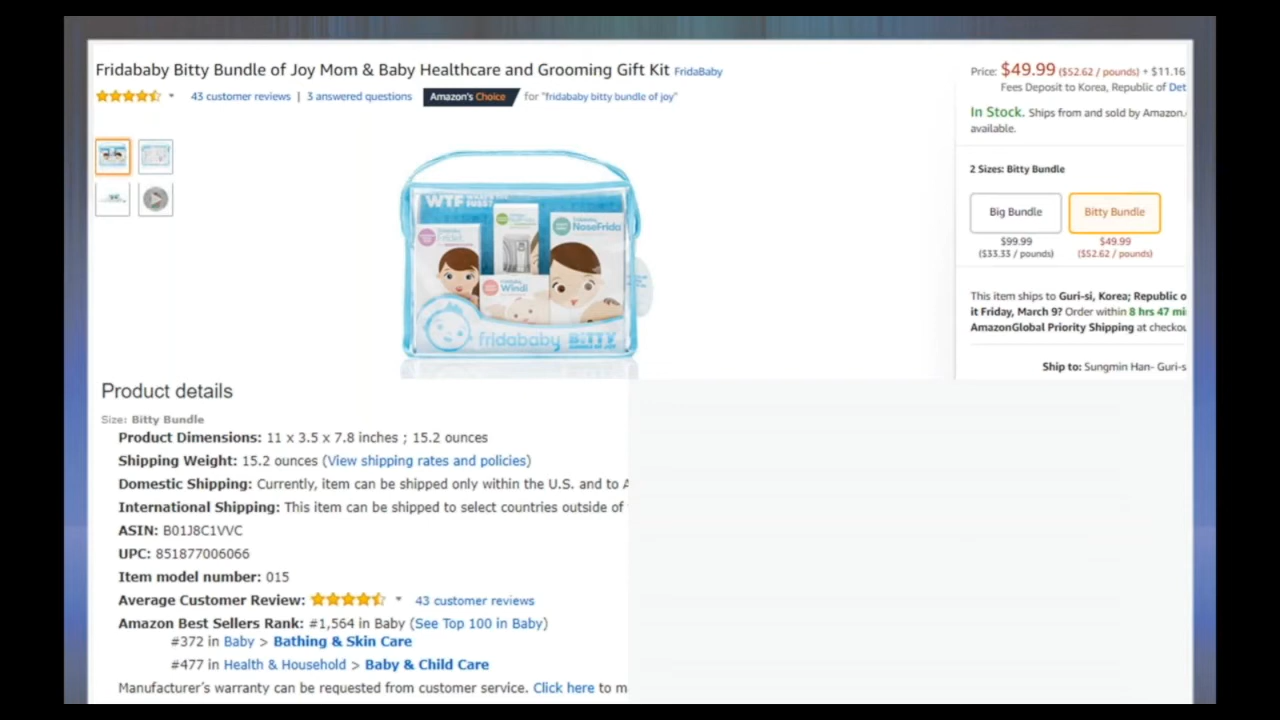 Fridababy Bitty Bundle of Joy Mom & Baby Healthcare and Grooming Gift Kit FridaBaby
43 customer reviews | 3 answered questions Amazon's Choice for "fridababy bitty bundle of joy"
Price: $49.99 ($52.62 / pounds) + $11.16
Fees Deposit to Korea, Republic of Det
In Stock. Ships from and sold by Amazon.
available.
2 Sizes: Bitty Bundle
Big Bundle
Bitty Bundle
$99.99
($33.33 / pounds)
$49.99
($52.62 / pounds)
This item ships to Guri-si, Korea; Republic o
it Friday, March 9? Order within 8 hrs 47 mi
AmazonGlobal Priority Shipping at checkou
Ship to: Sungmin Han- Guri-s
WTF WHAT'S THE FUSS?
NoseFrida
Windi
fridababy BITTY
Product details
Size: Bitty Bundle
Product Dimensions: 11 x 3.5 x 7.8 inches ; 15.2 ounces
Shipping Weight: 15.2 ounces (View shipping rates and policies)
Domestic Shipping: Currently, item can be shipped only within the U.S. and to A
International Shipping: This item can be shipped to select countries outside of
ASIN: B01J8C1VVC
UPC: 851877006066
Item model number: 015
Average Customer Review: 43 customer reviews
Amazon Best Sellers Rank: #1,564 in Baby (See Top 100 in Baby)
#372 in Baby > Bathing & Skin Care
#477 in Health & Household > Baby & Child Care
Manufacturer's warranty can be requested from customer service. Click here to m